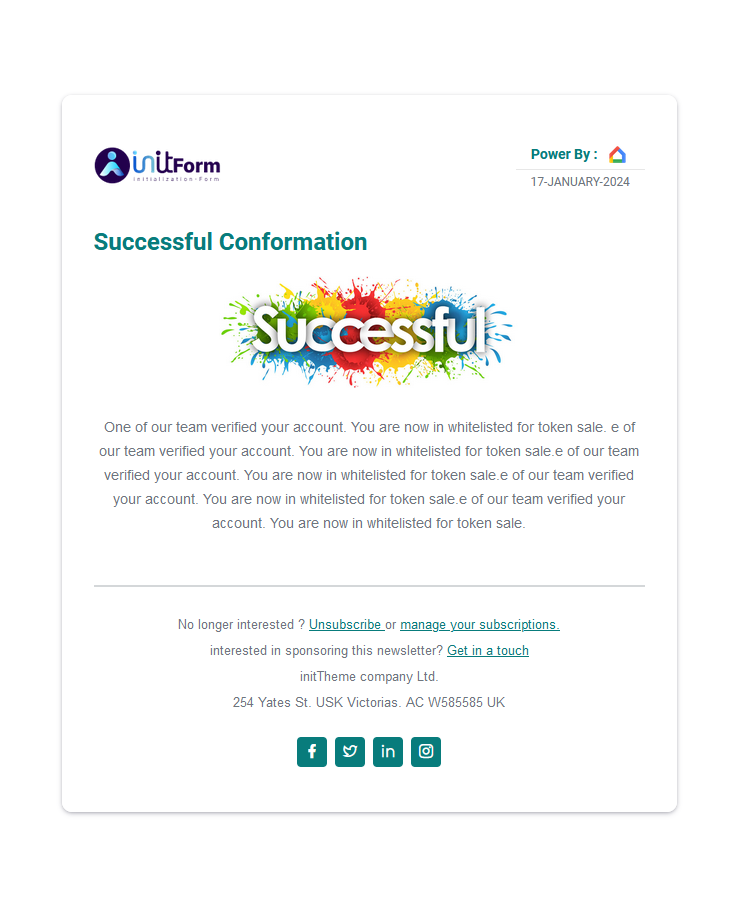 initForm
initialization-Form
Power By :
17-JANUARY-2024
Successful Conformation
Successful
One of our team verified your account. You are now in whitelisted for token sale. e of
our team verified your account. You are now in whitelisted for token sale.e of our team
verified your account. You are now in whitelisted for token sale.e of our team verified
your account. You are now in whitelisted for token sale.e of our team verified your
account. You are now in whitelisted for token sale.
No longer interested ? Unsubscribe or manage your subscriptions.
interested in sponsoring this newsletter? Get in a touch
initTheme company Ltd.
254 Yates St. USK Victorias. AC W585585 UK